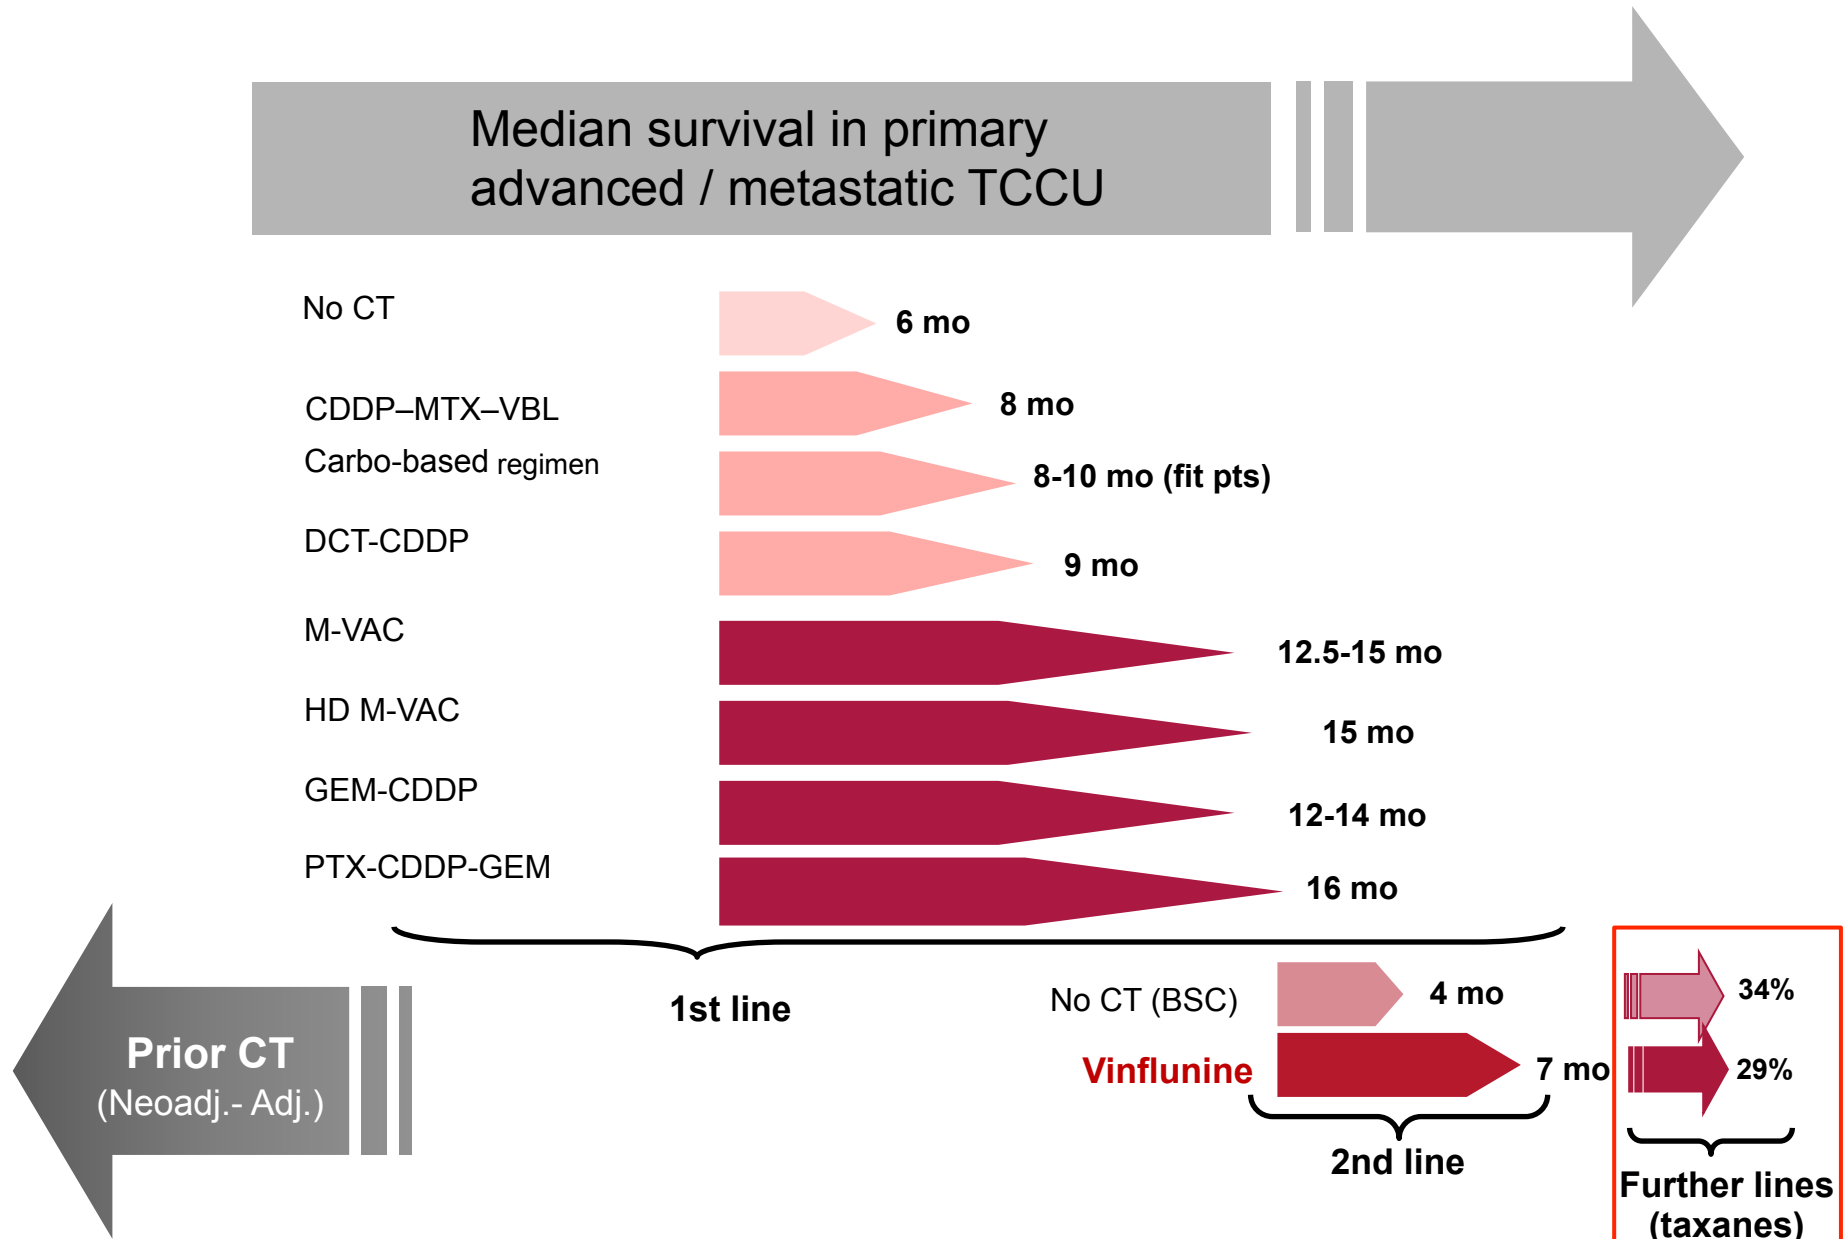 Median survival in primary
advanced / metastatic TCCU
No CT
6 mo
CDDP–MTX–VBL
8 mo
Carbo-based regimen
8-10 mo (fit pts)
DCT-CDDP
9 mo
M-VAC
12.5-15 mo
HD M-VAC
15 mo
GEM-CDDP
12-14 mo
PTX-CDDP-GEM
16 mo
1st line
No CT (BSC)
4 mo
34%
Prior CT
(Neoadj.- Adj.)
Vinflunine
7 mo
29%
2nd line
Further lines
(taxanes)